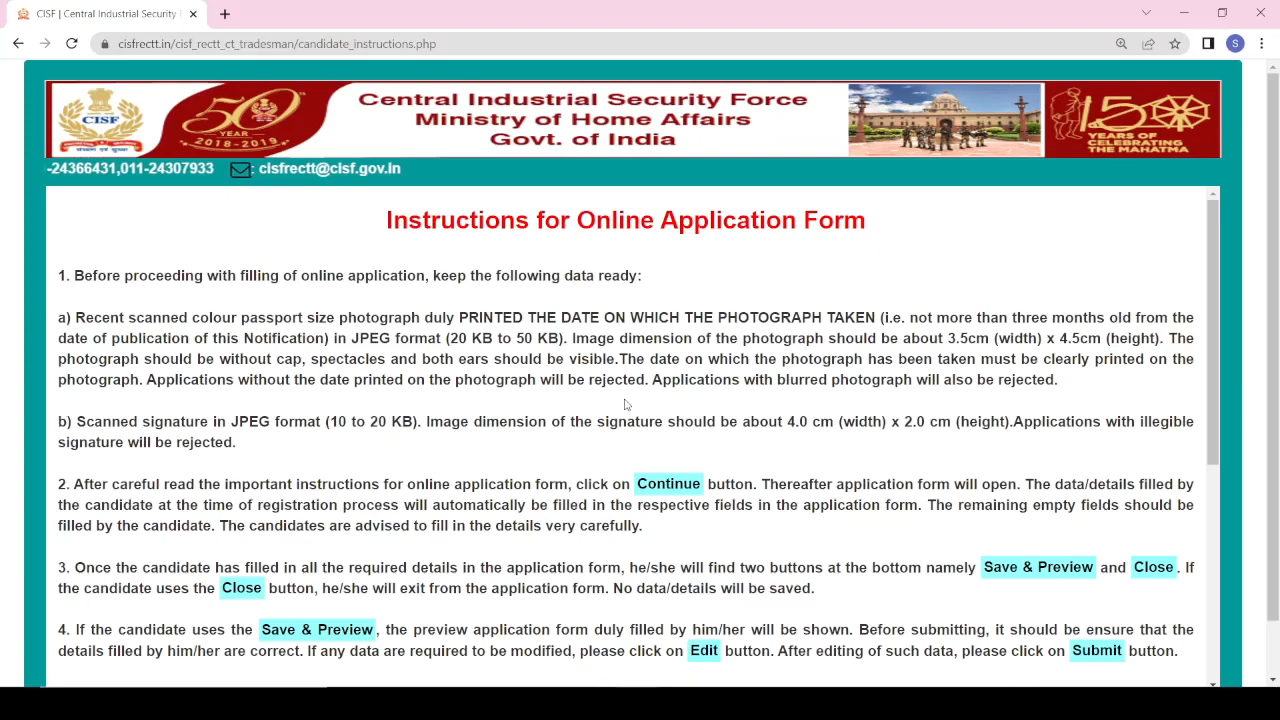 CISF | Central Industrial Security
cisfrectt.in/cisf_rectt_ct_tradesman/candidate_instructions.php
S
CISF
50
YEAR
2018-2019
Central Industrial Security Force
Ministry of Home Affairs
Govt. of India
150
YEARS OF
CELEBRATING
THE MAHATMA
-24366431,011-24307933 : cisfrectt@cisf.gov.in
Instructions for Online Application Form
1. Before proceeding with filling of online application, keep the following data ready:
a) Recent scanned colour passport size photograph duly PRINTED THE DATE ON WHICH THE PHOTOGRAPH TAKEN (i.e. not more than three months old from the
date of publication of this Notification) in JPEG format (20 KB to 50 KB). Image dimension of the photograph should be about 3.5cm (width) x 4.5cm (height). The
photograph should be without cap, spectacles and both ears should be visible.The date on which the photograph has been taken must be clearly printed on the
photograph. Applications without the date printed on the photograph will be rejected. Applications with blurred photograph will also be rejected.
b) Scanned signature in JPEG format (10 to 20 KB). Image dimension of the signature should be about 4.0 cm (width) x 2.0 cm (height).Applications with illegible
signature will be rejected.
2. After careful read the important instructions for online application form, click on Continue button. Thereafter application form will open. The data/details filled by
the candidate at the time of registration process will automatically be filled in the respective fields in the application form. The remaining empty fields should be
filled by the candidate. The candidates are advised to fill in the details very carefully.
3. Once the candidate has filled in all the required details in the application form, he/she will find two buttons at the bottom namely Save & Preview and Close. If
the candidate uses the Close button, he/she will exit from the application form. No data/details will be saved.
4. If the candidate uses the Save & Preview, the preview application form duly filled by him/her will be shown. Before submitting, it should be ensure that the
details filled by him/her are correct. If any data are required to be modified, please click on Edit button. After editing of such data, please click on Submit button.